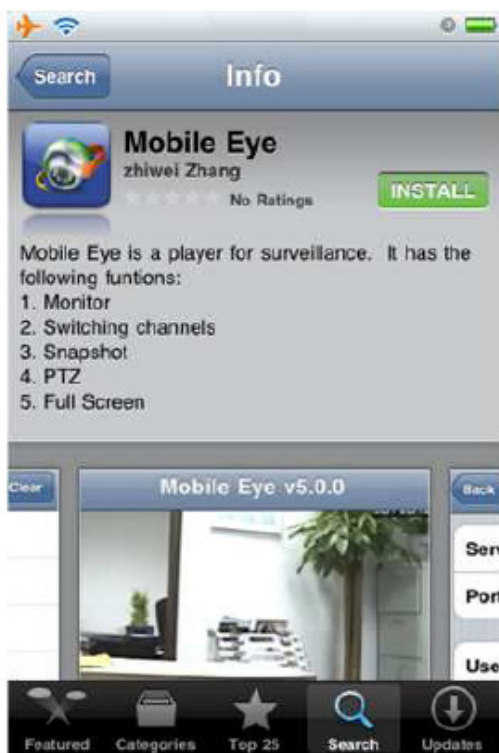 Search
Info
Mobile Eye
zhiwei Zhang
No Ratings
INSTALL
Mobile Eye is a player for surveillance. It has the
following funtions:
1. Monitor
2. Switching channels
3. Snapshot
4. PTZ
5. Full Screen
Clear
Mobile Eye v5.0.0
Back
Serv
Port
Use
Featured
Categories
Top 25
Search
Updates